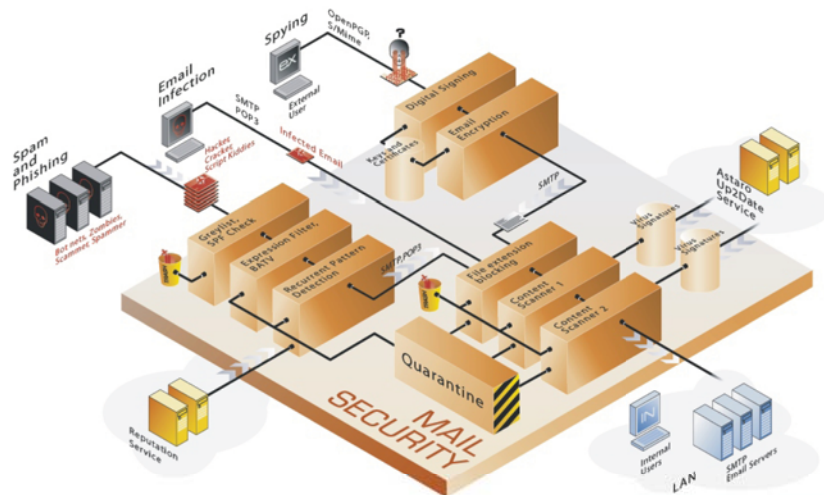 Spying
OpenPGP,
S/Mime
?
ex
External
User
Digital Signing
Email
Encryption
Keys and
Certificates
SMTP
Email
Infection
SMTP
POP3
Hacker,
Cracker,
Script Kiddies
Infected Email
Spam
and
Phishing
Bot nets, Zombies,
Scammer, Spammer
Astaro
Up2Date
Service
Virus
Signatures
Virus
Signatures
Greylist,
SPF Check
Expression Filter,
BATV
Recurrent Pattern
Detection
SMTP,POP3
File extension
blocking
Content
Scanner 1
Content
Scanner 2
Quarantine
MAIL
SECURITY
Reputation
Service
IN
Internal
Users
SMTP
Email Servers
LAN